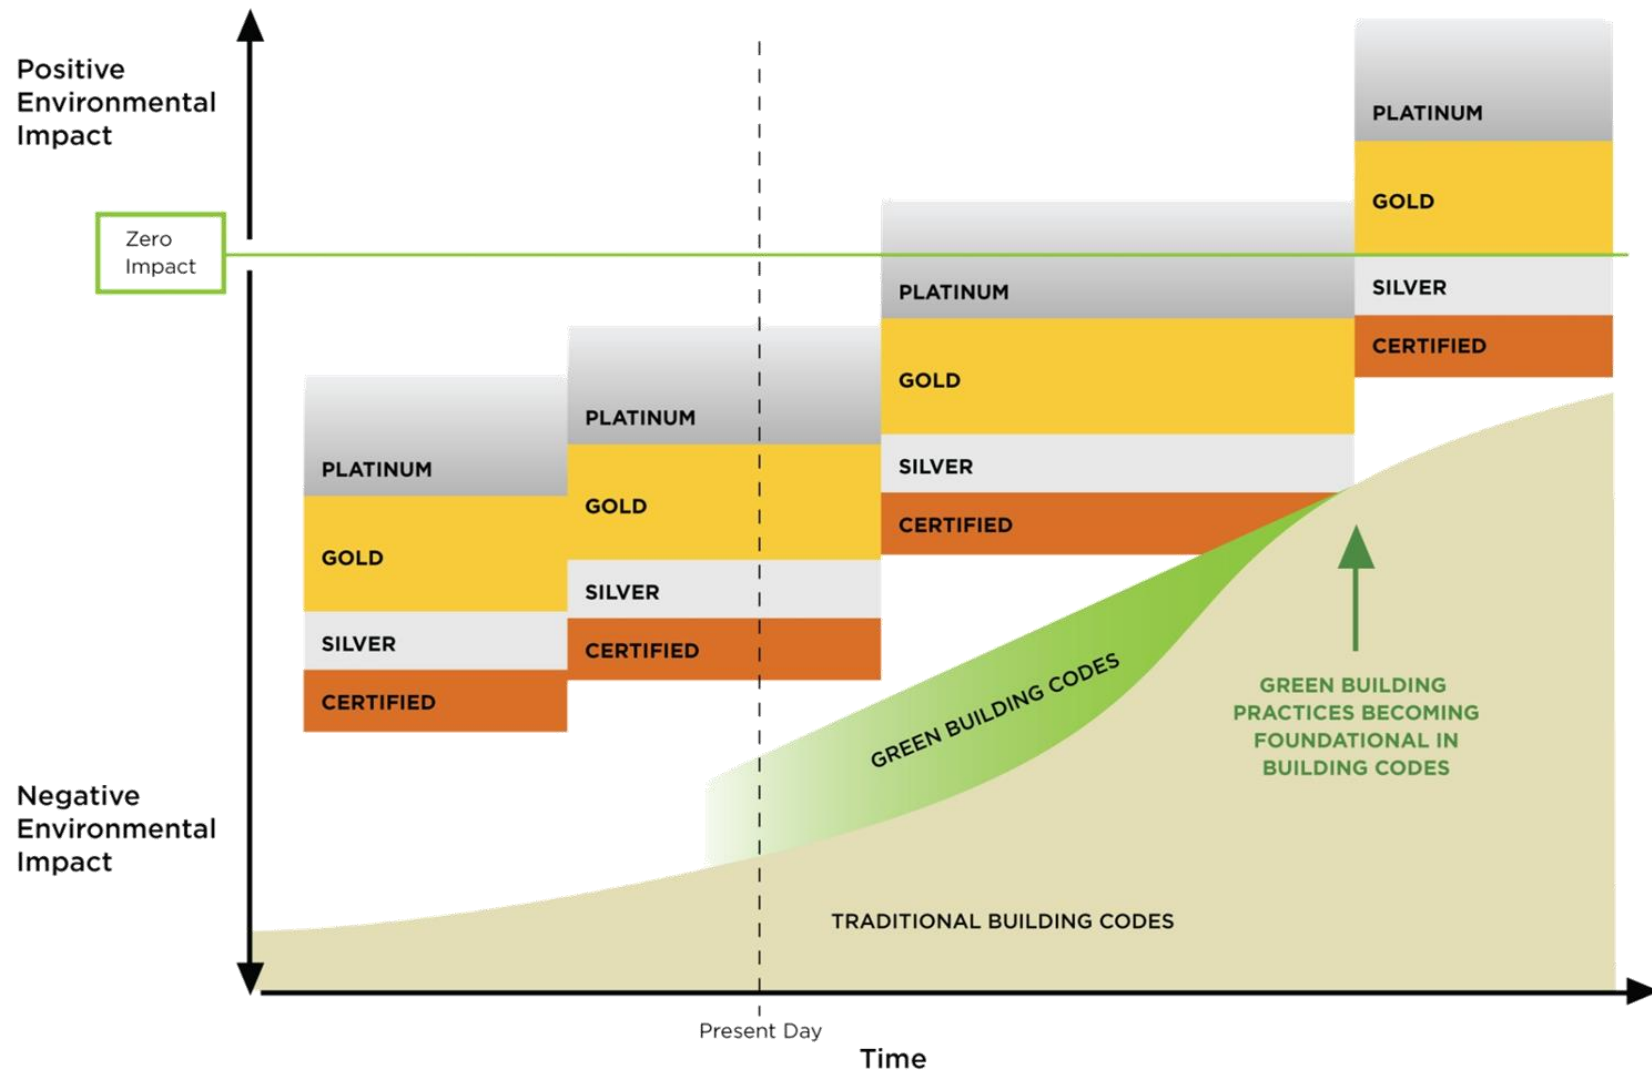 Positive
Environmental
Impact
Zero
Impact
Negative
Environmental
Impact
PLATINUM
GOLD
SILVER
CERTIFIED
PLATINUM
GOLD
SILVER
CERTIFIED
PLATINUM
GOLD
SILVER
CERTIFIED
PLATINUM
GOLD
SILVER
CERTIFIED
GREEN BUILDING CODES
GREEN BUILDING
PRACTICES BECOMING
FOUNDATIONAL IN
BUILDING CODES
TRADITIONAL BUILDING CODES
Present Day
Time